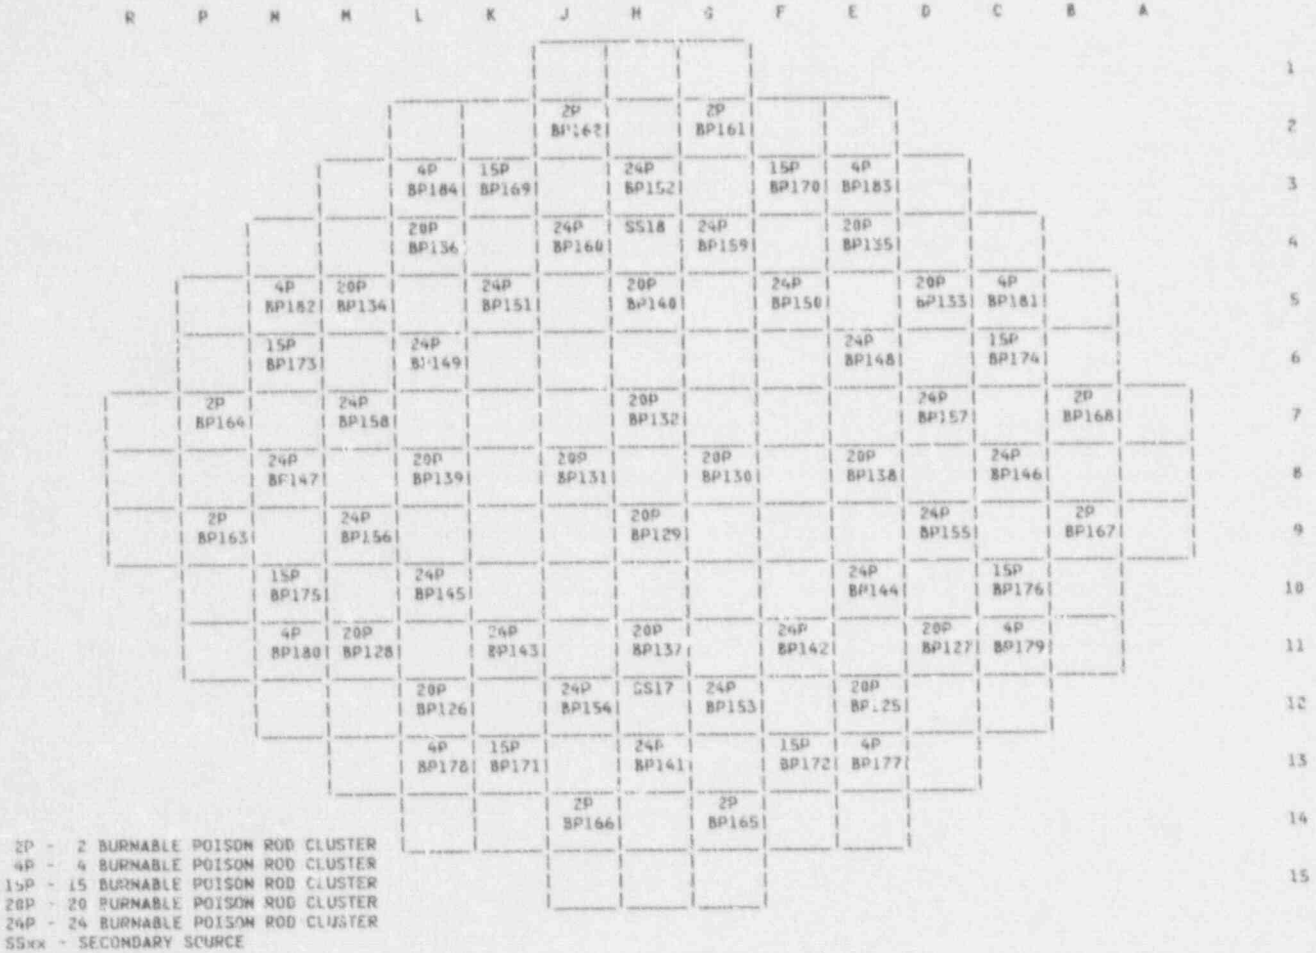 R P N M L K J H G F E D C B A
1
2P 2P
BP162 BP161 2
4P 15P 24P 15P 4P
BP184 BP169 BP152 BP170 BP183 3
20P 24P SS18 24P 20P
BP136 BP160 BP159 BP135 4
4P 20P 24P 20P 24P 20P 4P
BP182 BP134 BP151 BP140 BP150 BP133 BP181 5
15P 24P 24P 15P
BP173 BP149 BP148 BP174 6
2P 24P 20P 24P 2P
BP164 BP158 BP132 BP157 BP168 7
24P 20P 20P 20P 20P 24P
BP147 BP139 BP131 BP130 BP138 BP146 8
2P 24P 20P 24P 2P
BP163 BP156 BP129 BP155 BP167 9
15P 24P 24P 15P
BP175 BP145 BP144 BP176 10
4P 20P 24P 20P 24P 20P 4P
BP180 BP128 BP143 BP137 BP142 BP127 BP179 11
20P 24P SS17 24P 20P
BP126 BP154 BP153 BP125 12
4P 15P 24P 15P 4P
BP178 BP171 BP141 BP172 BP177 13
2P 2P
BP166 BP165 14
15
2P - 2 BURNABLE POISON ROD CLUSTER
4P - 4 BURNABLE POISON ROD CLUSTER
15P - 15 BURNABLE POISON ROD CLUSTER
20P - 20 BURNABLE POISON ROD CLUSTER
24P - 24 BURNABLE POISON ROD CLUSTER
SSxx - SECONDARY SOURCE